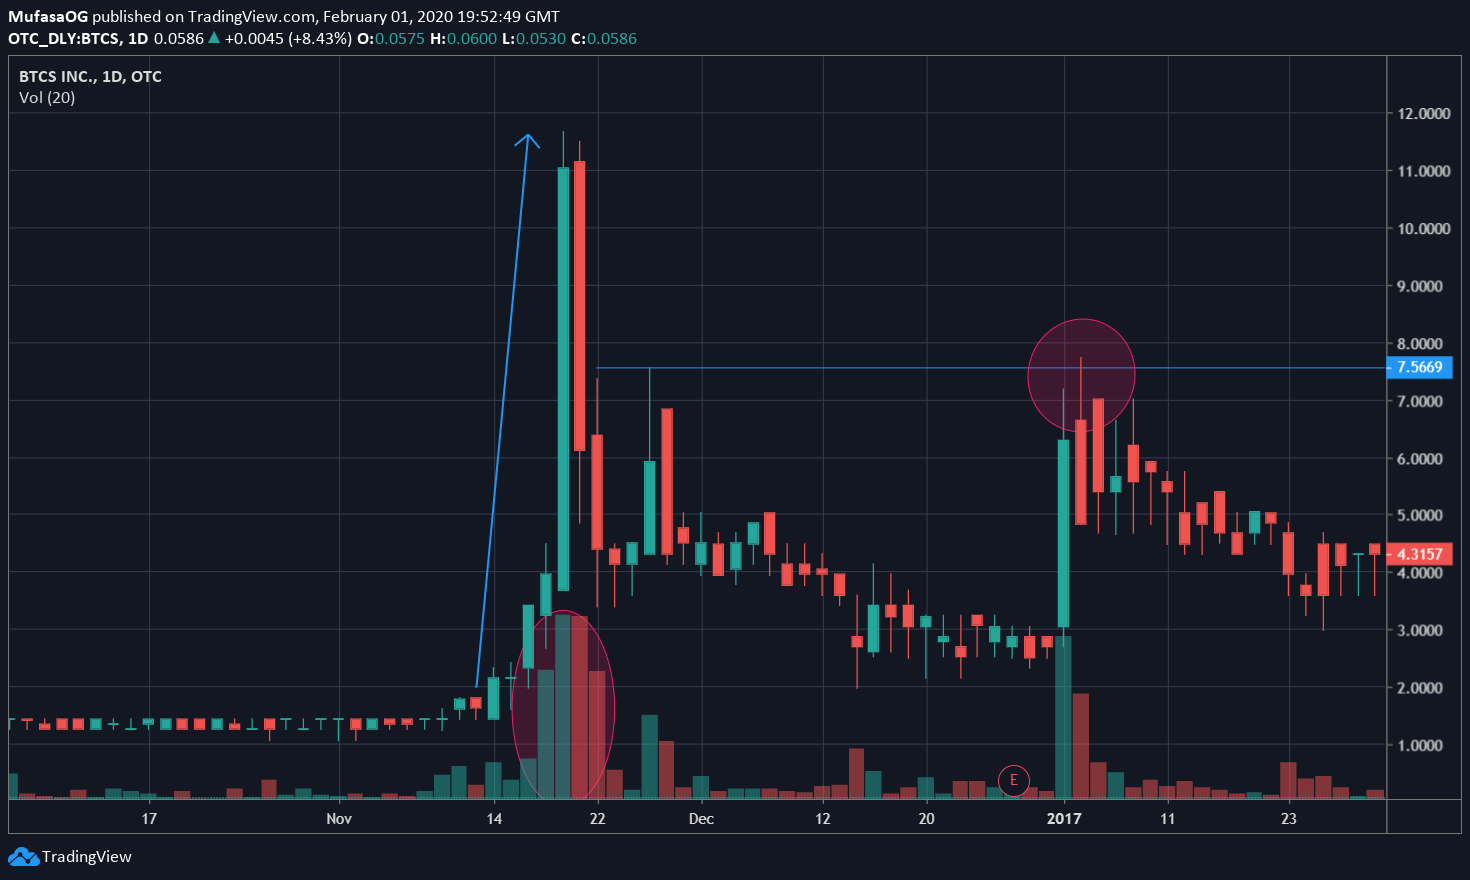 MufasaOG published on TradingView.com, February 01, 2020 19:52:49 GMT
OTC_DLY:BTCS, 1D 0.0586 ▲ +0.0045 (+8.43%) O:0.0575 H:0.0600 L:0.0530 C:0.0586
BTCS INC., 1D, OTC
Vol (20)
12.0000
11.0000
10.0000
9.0000
8.0000
7.5669
7.0000
6.0000
5.0000
4.3157
4.0000
3.0000
2.0000
1.0000
E
17 Nov 14 22 Dec 12 20 2017 11 23
TradingView